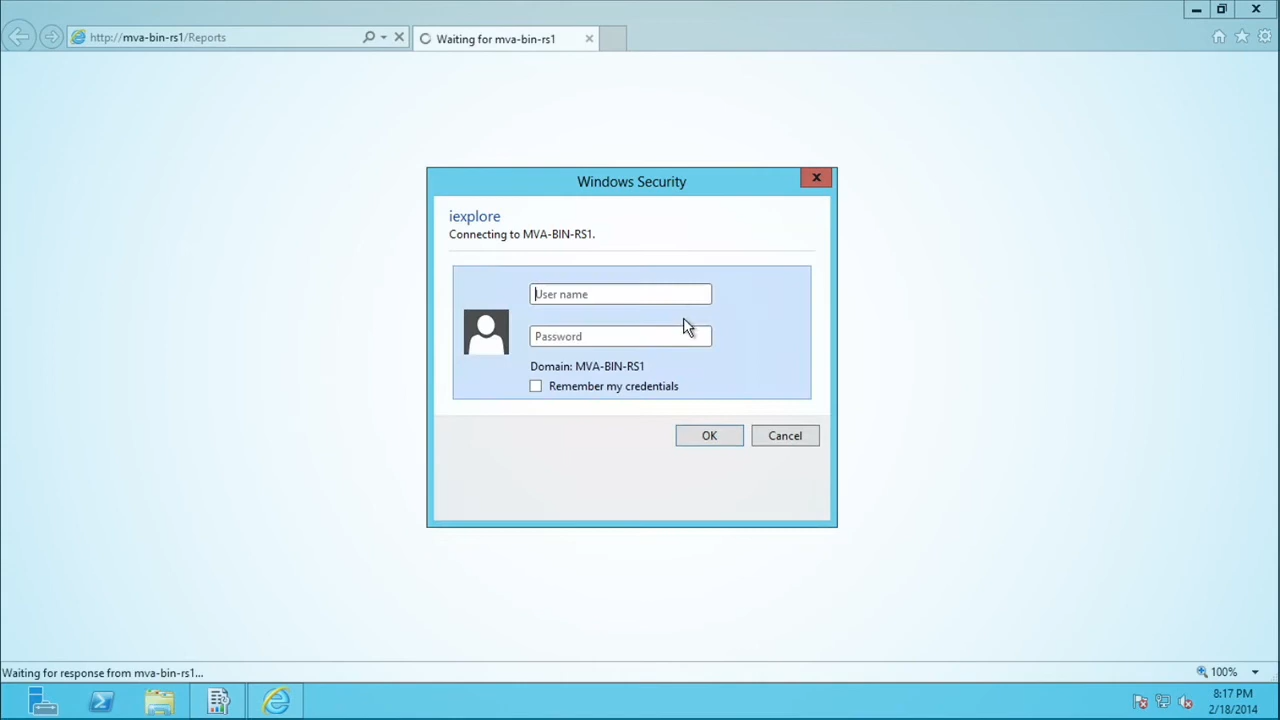 http://mva-bin-rs1/Reports
Waiting for mva-bin-rs1
Windows Security
iexplore
Connecting to MVA-BIN-RS1.
User name
Password
Domain: MVA-BIN-RS1
Remember my credentials
OK
Cancel
Waiting for response from mva-bin-rs1...
100%
8:17 PM
2/18/2014